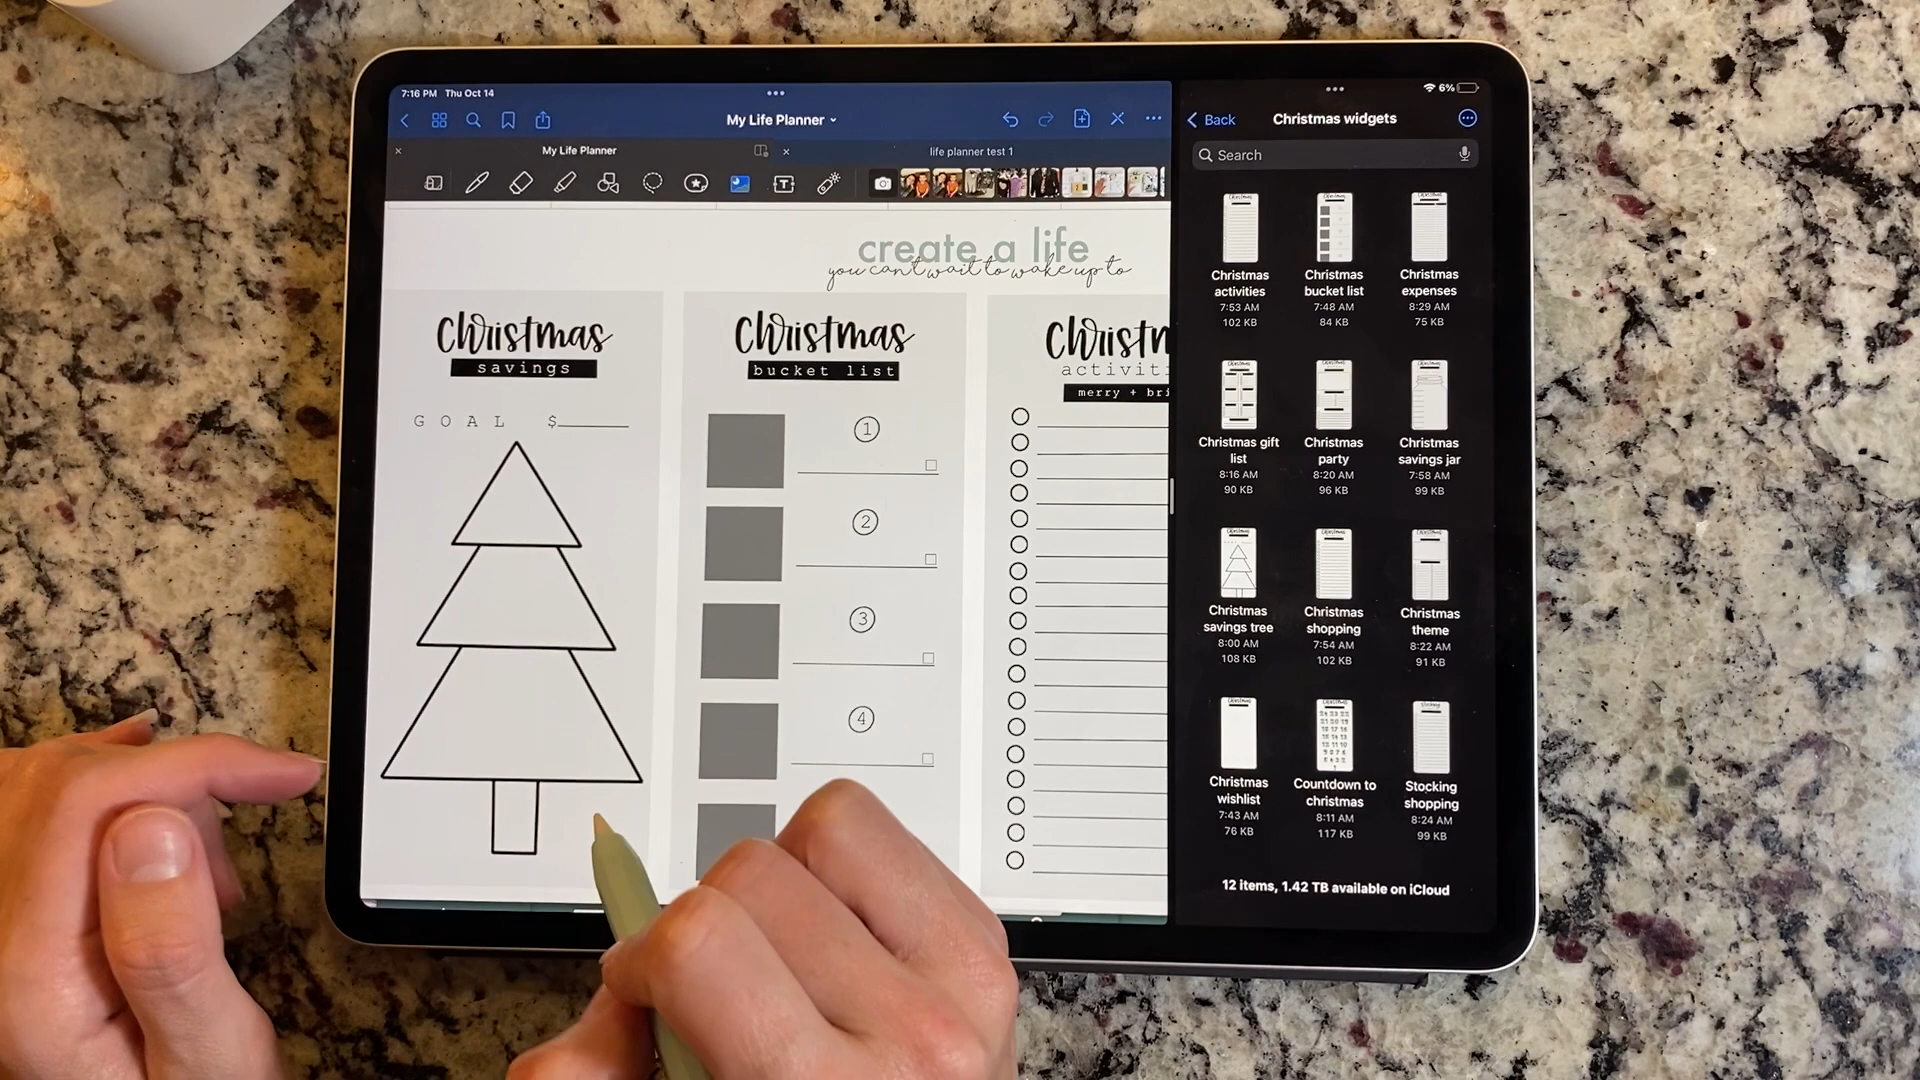 7:16 PM Thu Oct 14
6%
My Life Planner
My Life Planner
life planner test 1
create a life
you can't wait to wake up to
Christmas
savings
GOAL $
Christmas
bucket list
1
2
3
4
Christm
activiti
merry + bri
Back
Christmas widgets
Search
Christmas
activities
7:53 AM
102 KB
Christmas
bucket list
7:48 AM
84 KB
Christmas
expenses
8:29 AM
75 KB
Christmas gift
list
8:16 AM
90 KB
Christmas
party
8:20 AM
96 KB
Christmas
savings jar
7:58 AM
99 KB
Christmas
savings tree
8:00 AM
108 KB
Christmas
shopping
7:54 AM
102 KB
Christmas
theme
8:22 AM
91 KB
Christmas
wishlist
7:43 AM
76 KB
Countdown to
christmas
8:11 AM
117 KB
Stocking
shopping
8:24 AM
99 KB
12 items, 1.42 TB available on iCloud